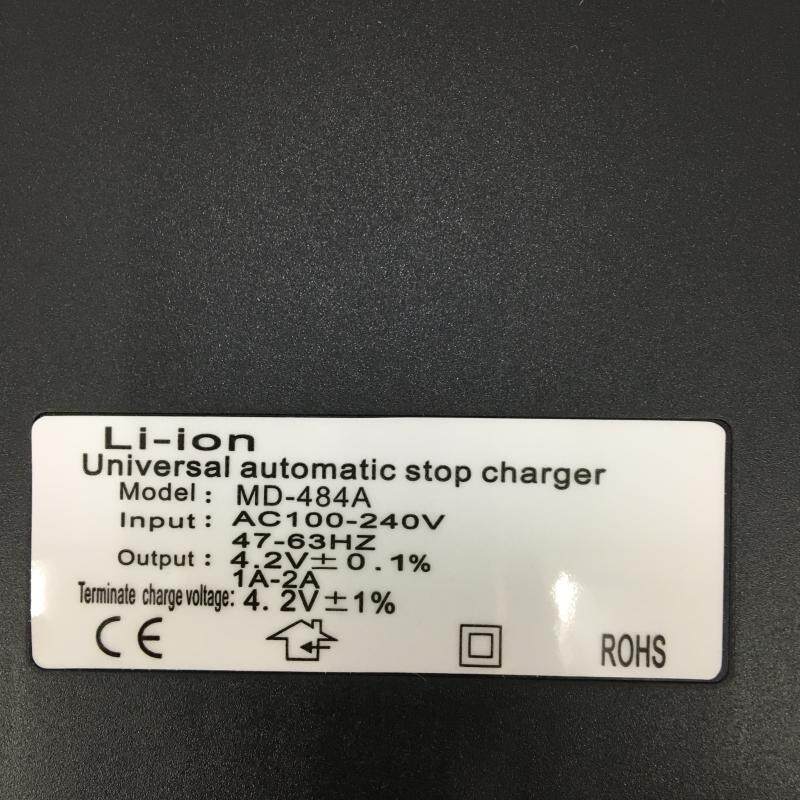 Li-ion
Universal automatic stop charger
Model : MD-484A
Input : AC100-240V
47-63HZ
Output : 4.2V± 0 . 1%
1A-2A
Terminate charge voltage: 4. 2V±1%
CE ROHS